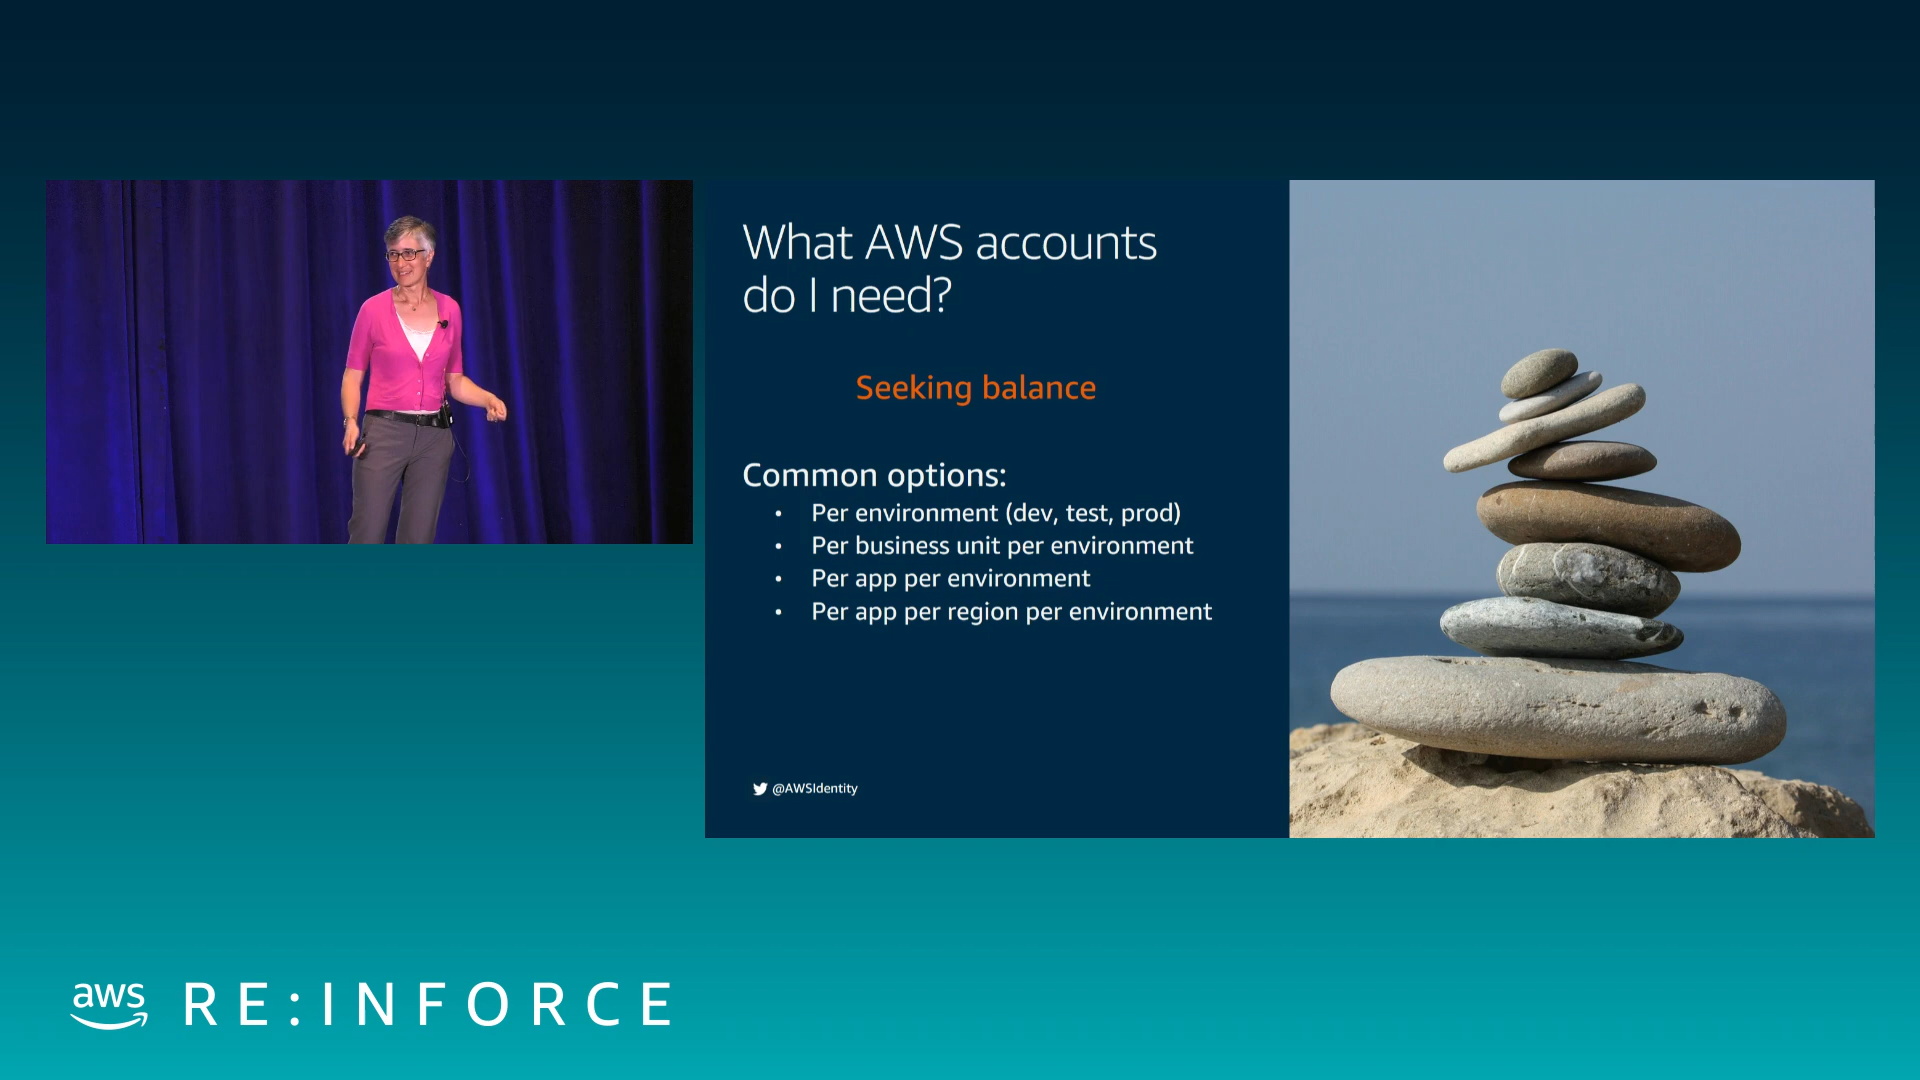 What AWS accounts
do I need?
Seeking balance
Common options:
• Per environment (dev, test, prod)
• Per business unit per environment
• Per app per environment
• Per app per region per environment
@AWSIdentity
aws RE:INFORCE